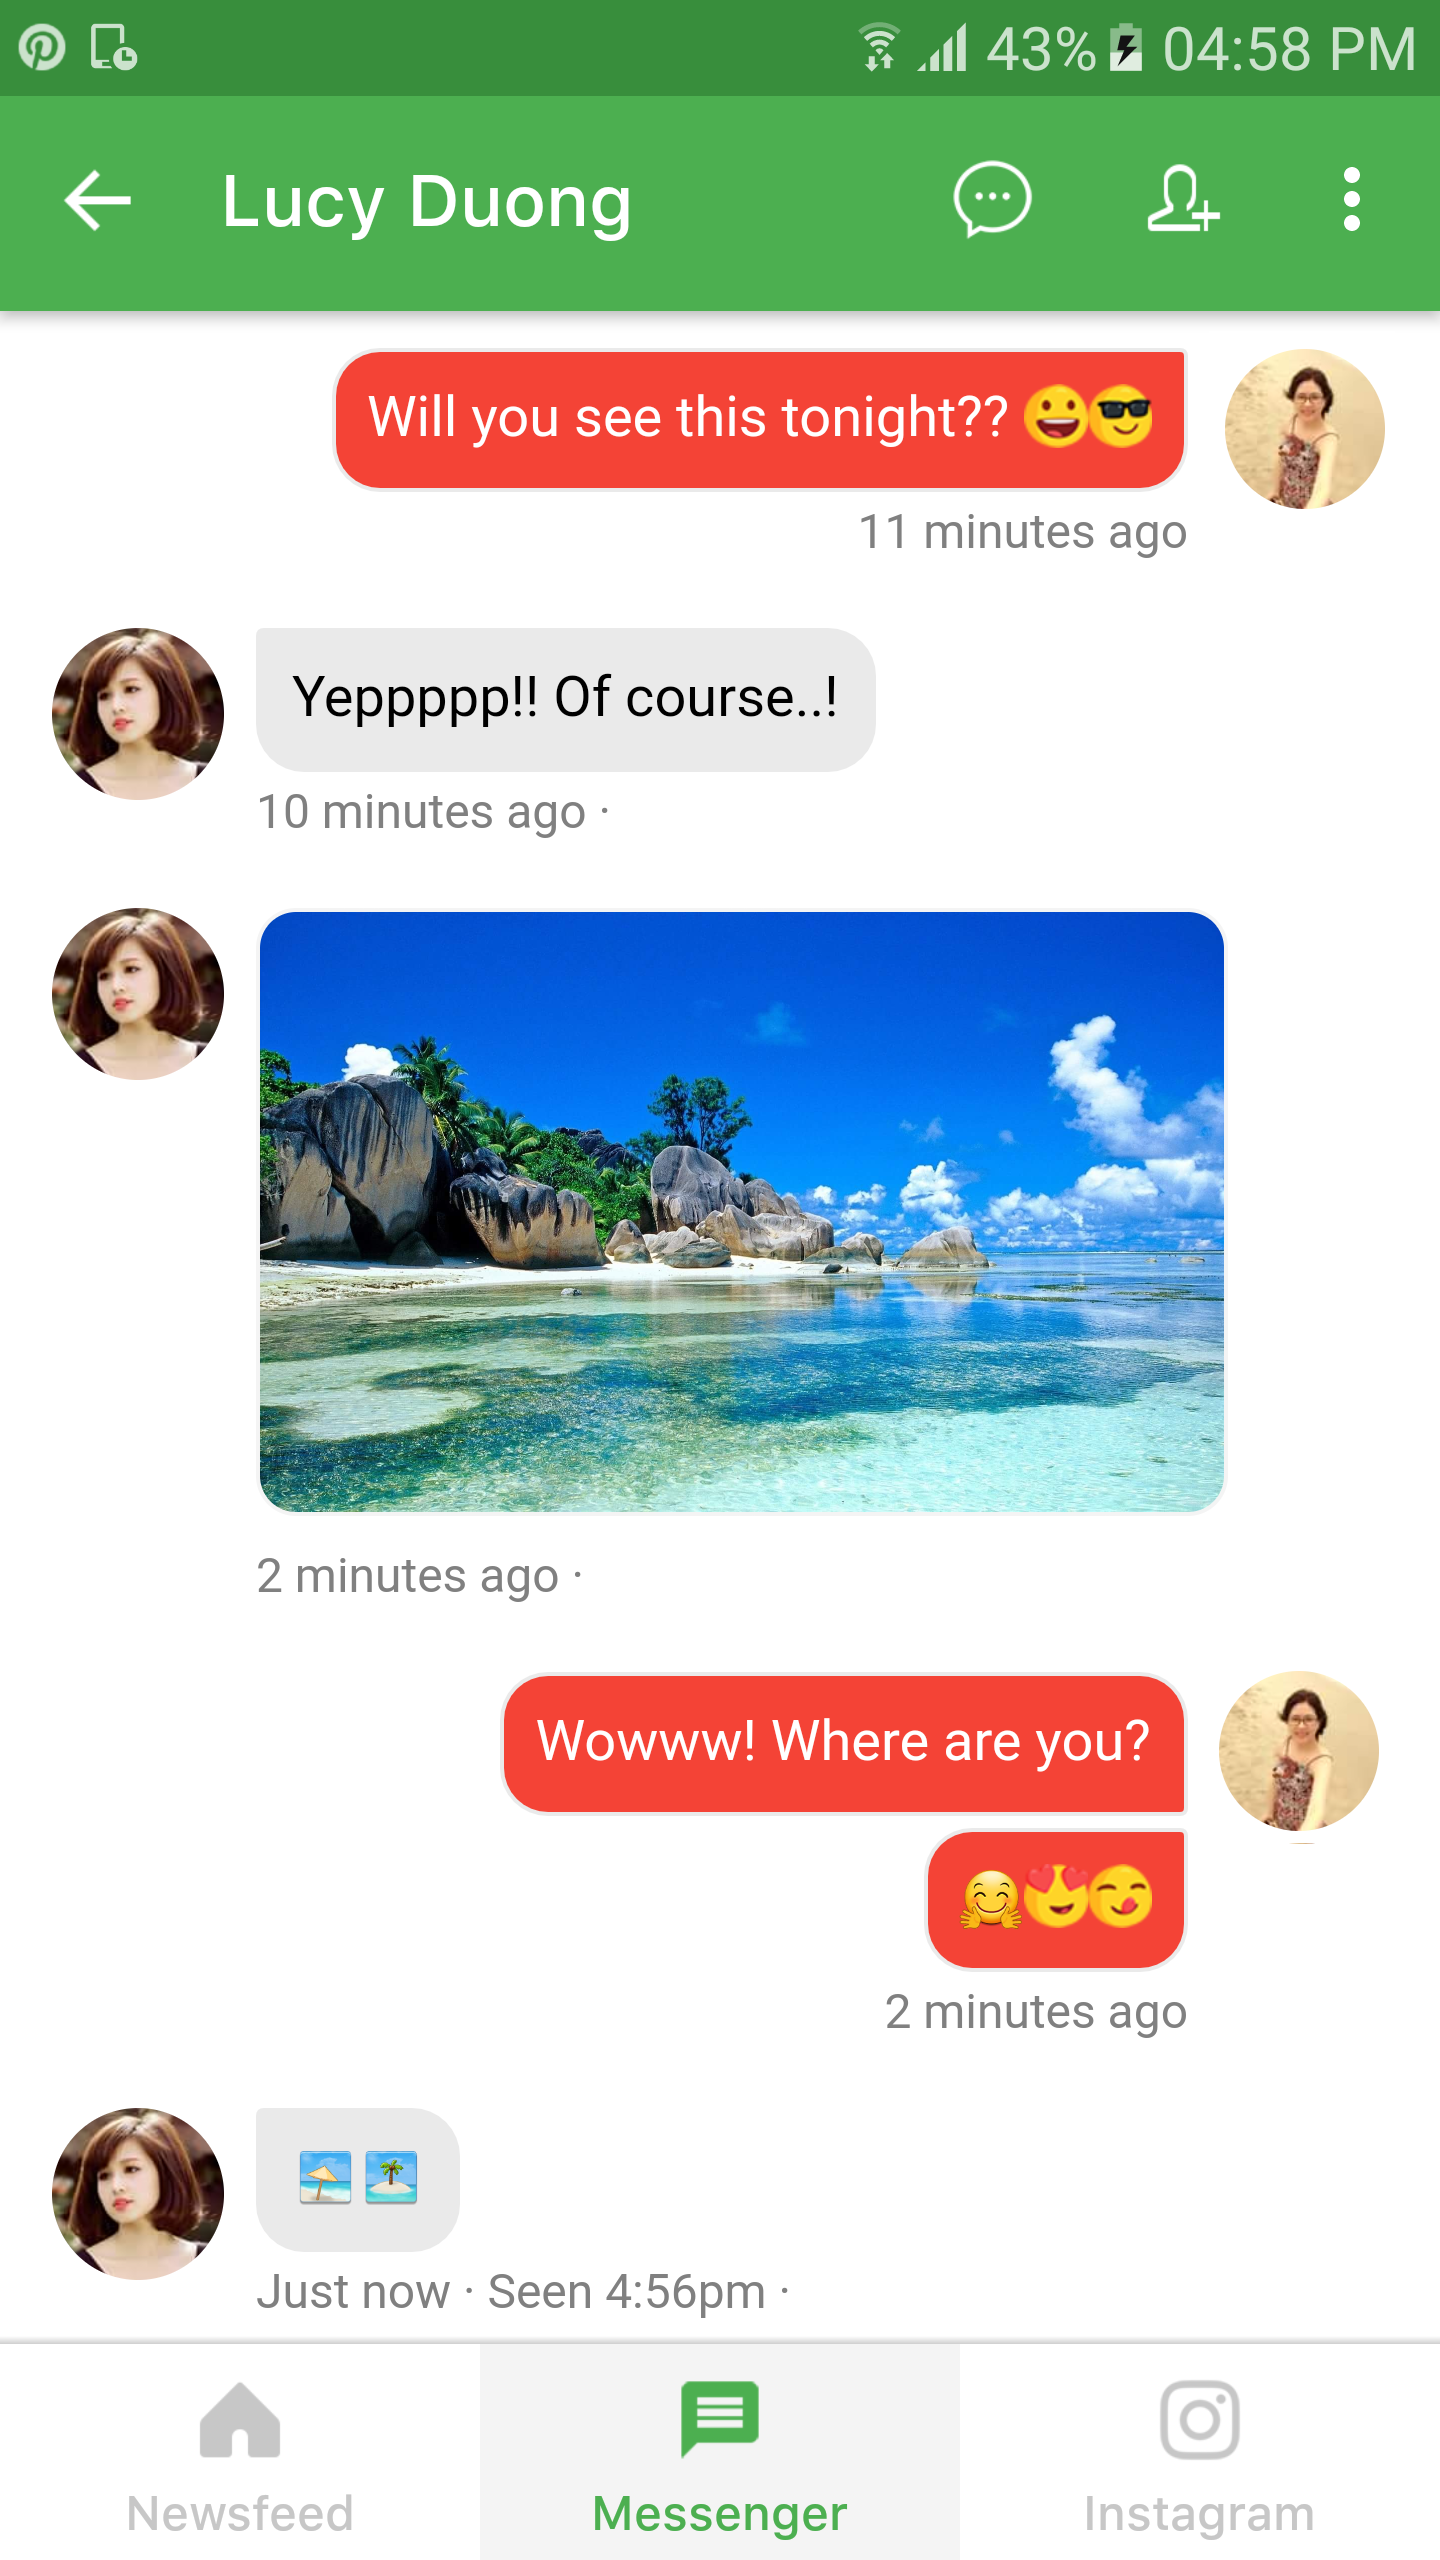 43% 04:58 PM
Lucy Duong
Will you see this tonight?? 😀😎
11 minutes ago
Yeppppp!! Of course..!
10 minutes ago ·
2 minutes ago ·
Wowww! Where are you?
🤗😍😋
2 minutes ago
🏖🏝
Just now · Seen 4:56pm ·
Newsfeed Messenger Instagram